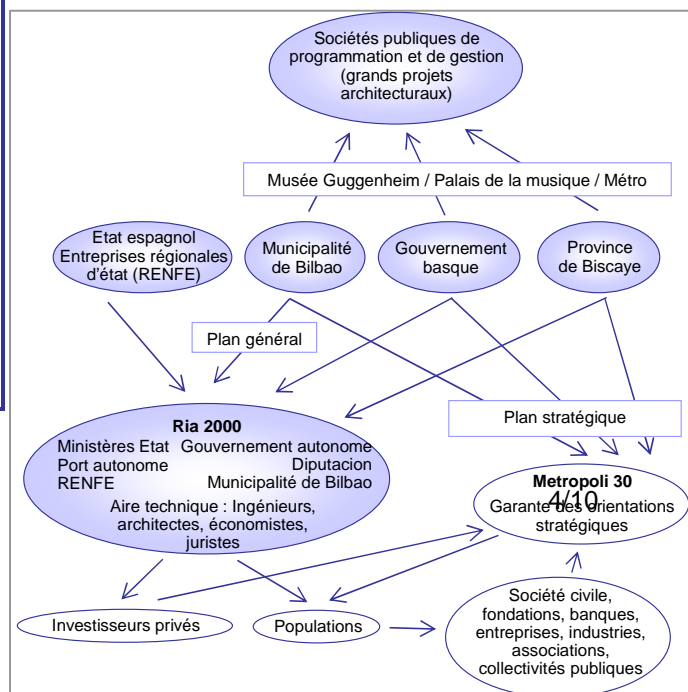 Sociétés publiques de
programmation et de gestion
(grands projets
architecturaux)
Musée Guggenheim / Palais de la musique / Métro
Etat espagnol
Entreprises régionales
d'état (RENFE)
Municipalité
de Bilbao
Gouvernement
basque
Province
de Biscaye
Plan général
Plan stratégique
Ria 2000
Ministères Etat Gouvernement autonome
Port autonome Diputacion
RENFE Municipalité de Bilbao
Aire technique : Ingénieurs,
architectes, économistes,
juristes
Metropoli 30
4/10
Garante des orientations
stratégiques
Investisseurs privés
Populations
Société civile,
fondations, banques,
entreprises, industries,
associations,
collectivités publiques